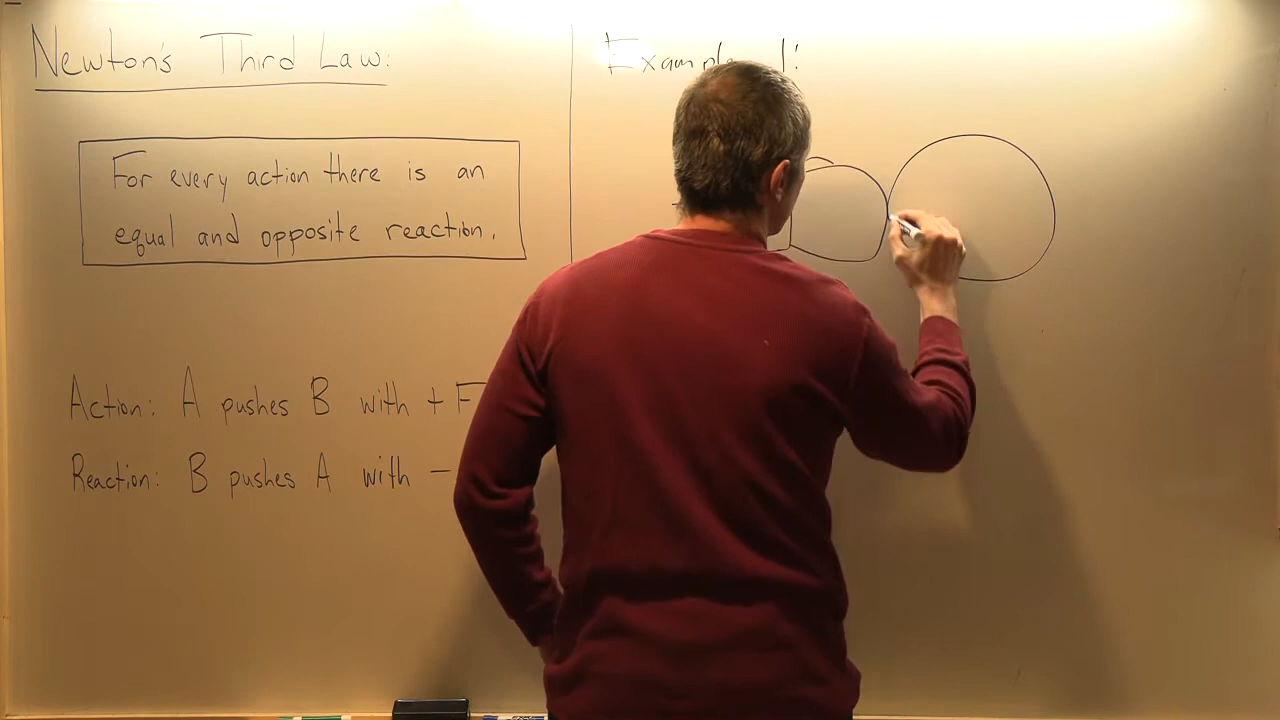 Newton's Third Law:
For every action there is an
equal and opposite reaction.
Action: A pushes B with + F
Reaction: B pushes A with -
Example 1: